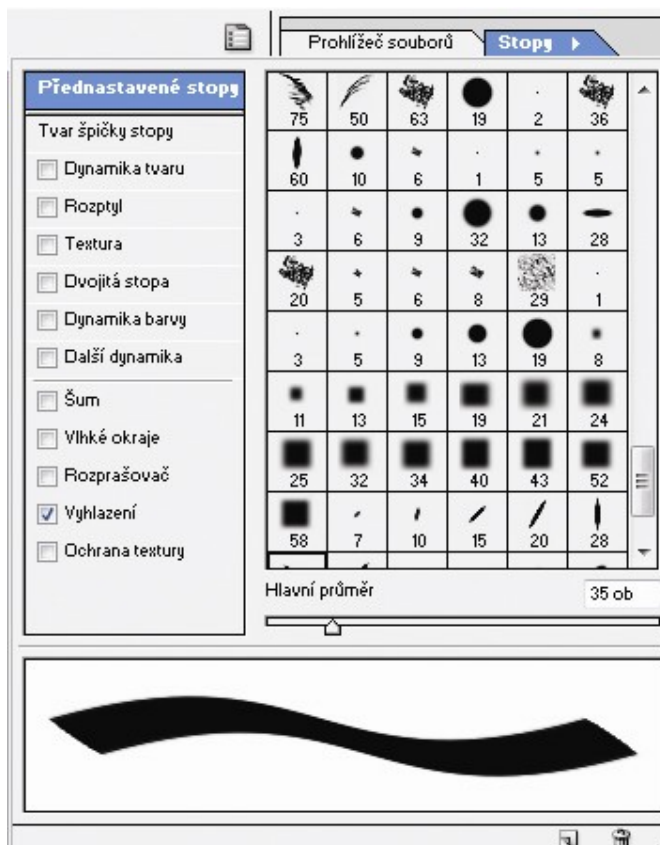 Prohlížeč souborů
Stopy
Přednastavené stopy
Tvar špičky stopy
Dynamika tvaru
Rozptyl
Textura
Dvojitá stopa
Dynamika barvy
Další dynamika
Šum
Vlhké okraje
Rozprašovač
Vyhlazení
Ochrana textury
75 50 63 19 2 36
60 10 6 1 5 5
3 6 9 32 13 28
20 5 6 8 29 1
3 5 9 13 19 8
11 13 15 19 21 24
25 32 34 40 43 52
58 7 10 15 20 28
Hlavní průměr 35 ob